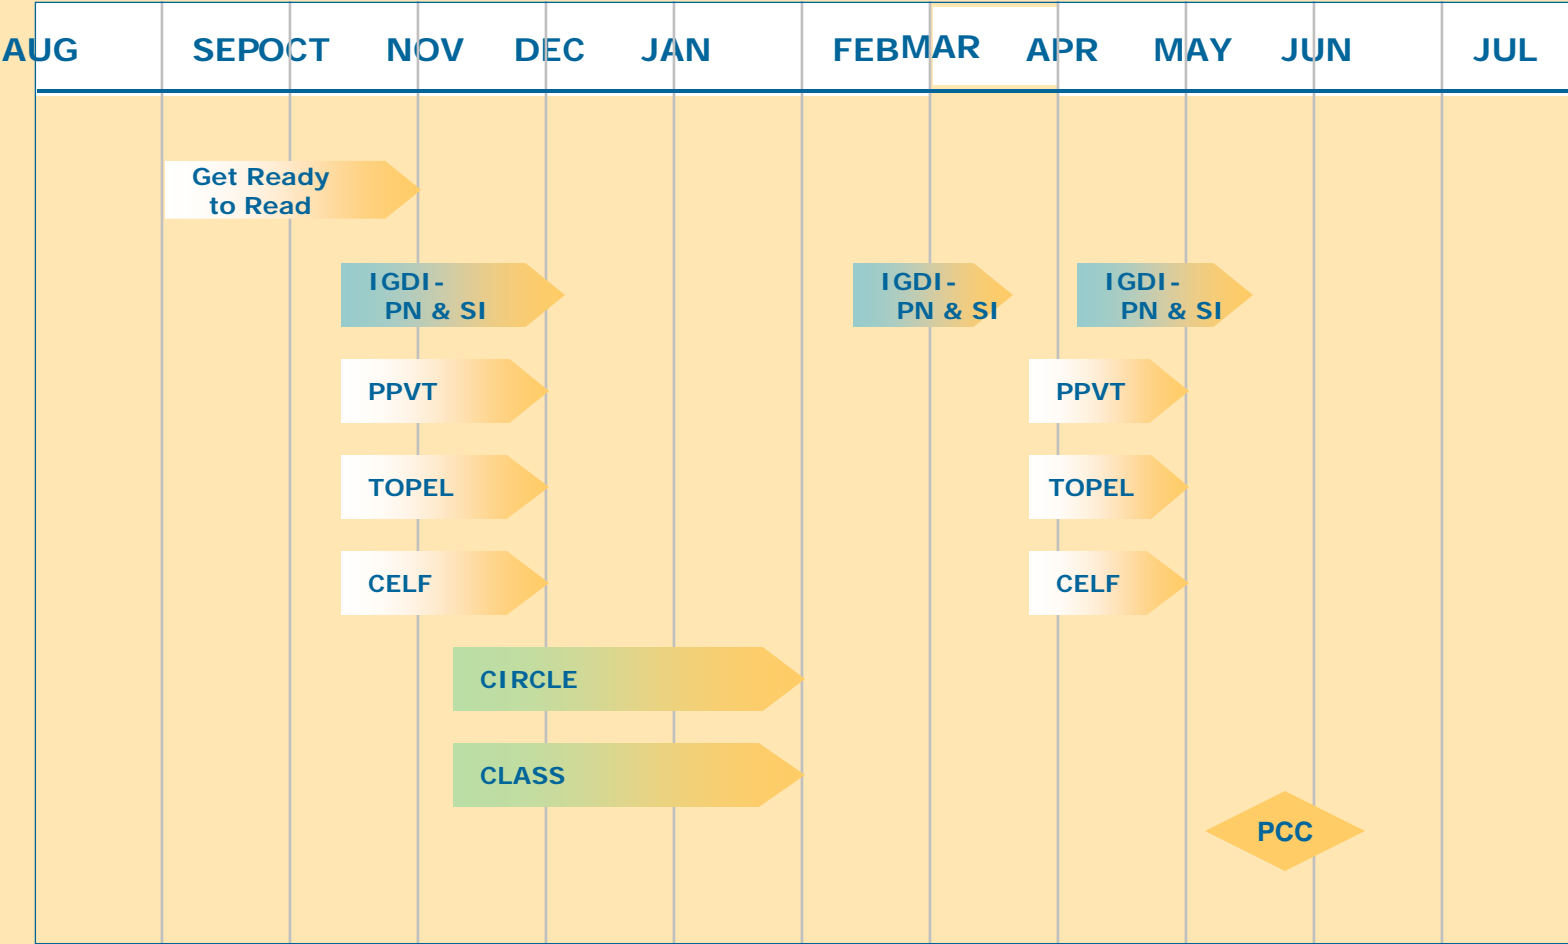 AUG SEP OCT NOV DEC JAN FEB MAR APR MAY JUN JUL
Get Ready
to Read
IGDI- IGDI- IGDI-
PN & SI PN & SI PN & SI
PPVT PPVT
TOPEL TOPEL
CELF CELF
CIRCLE
CLASS
PCC